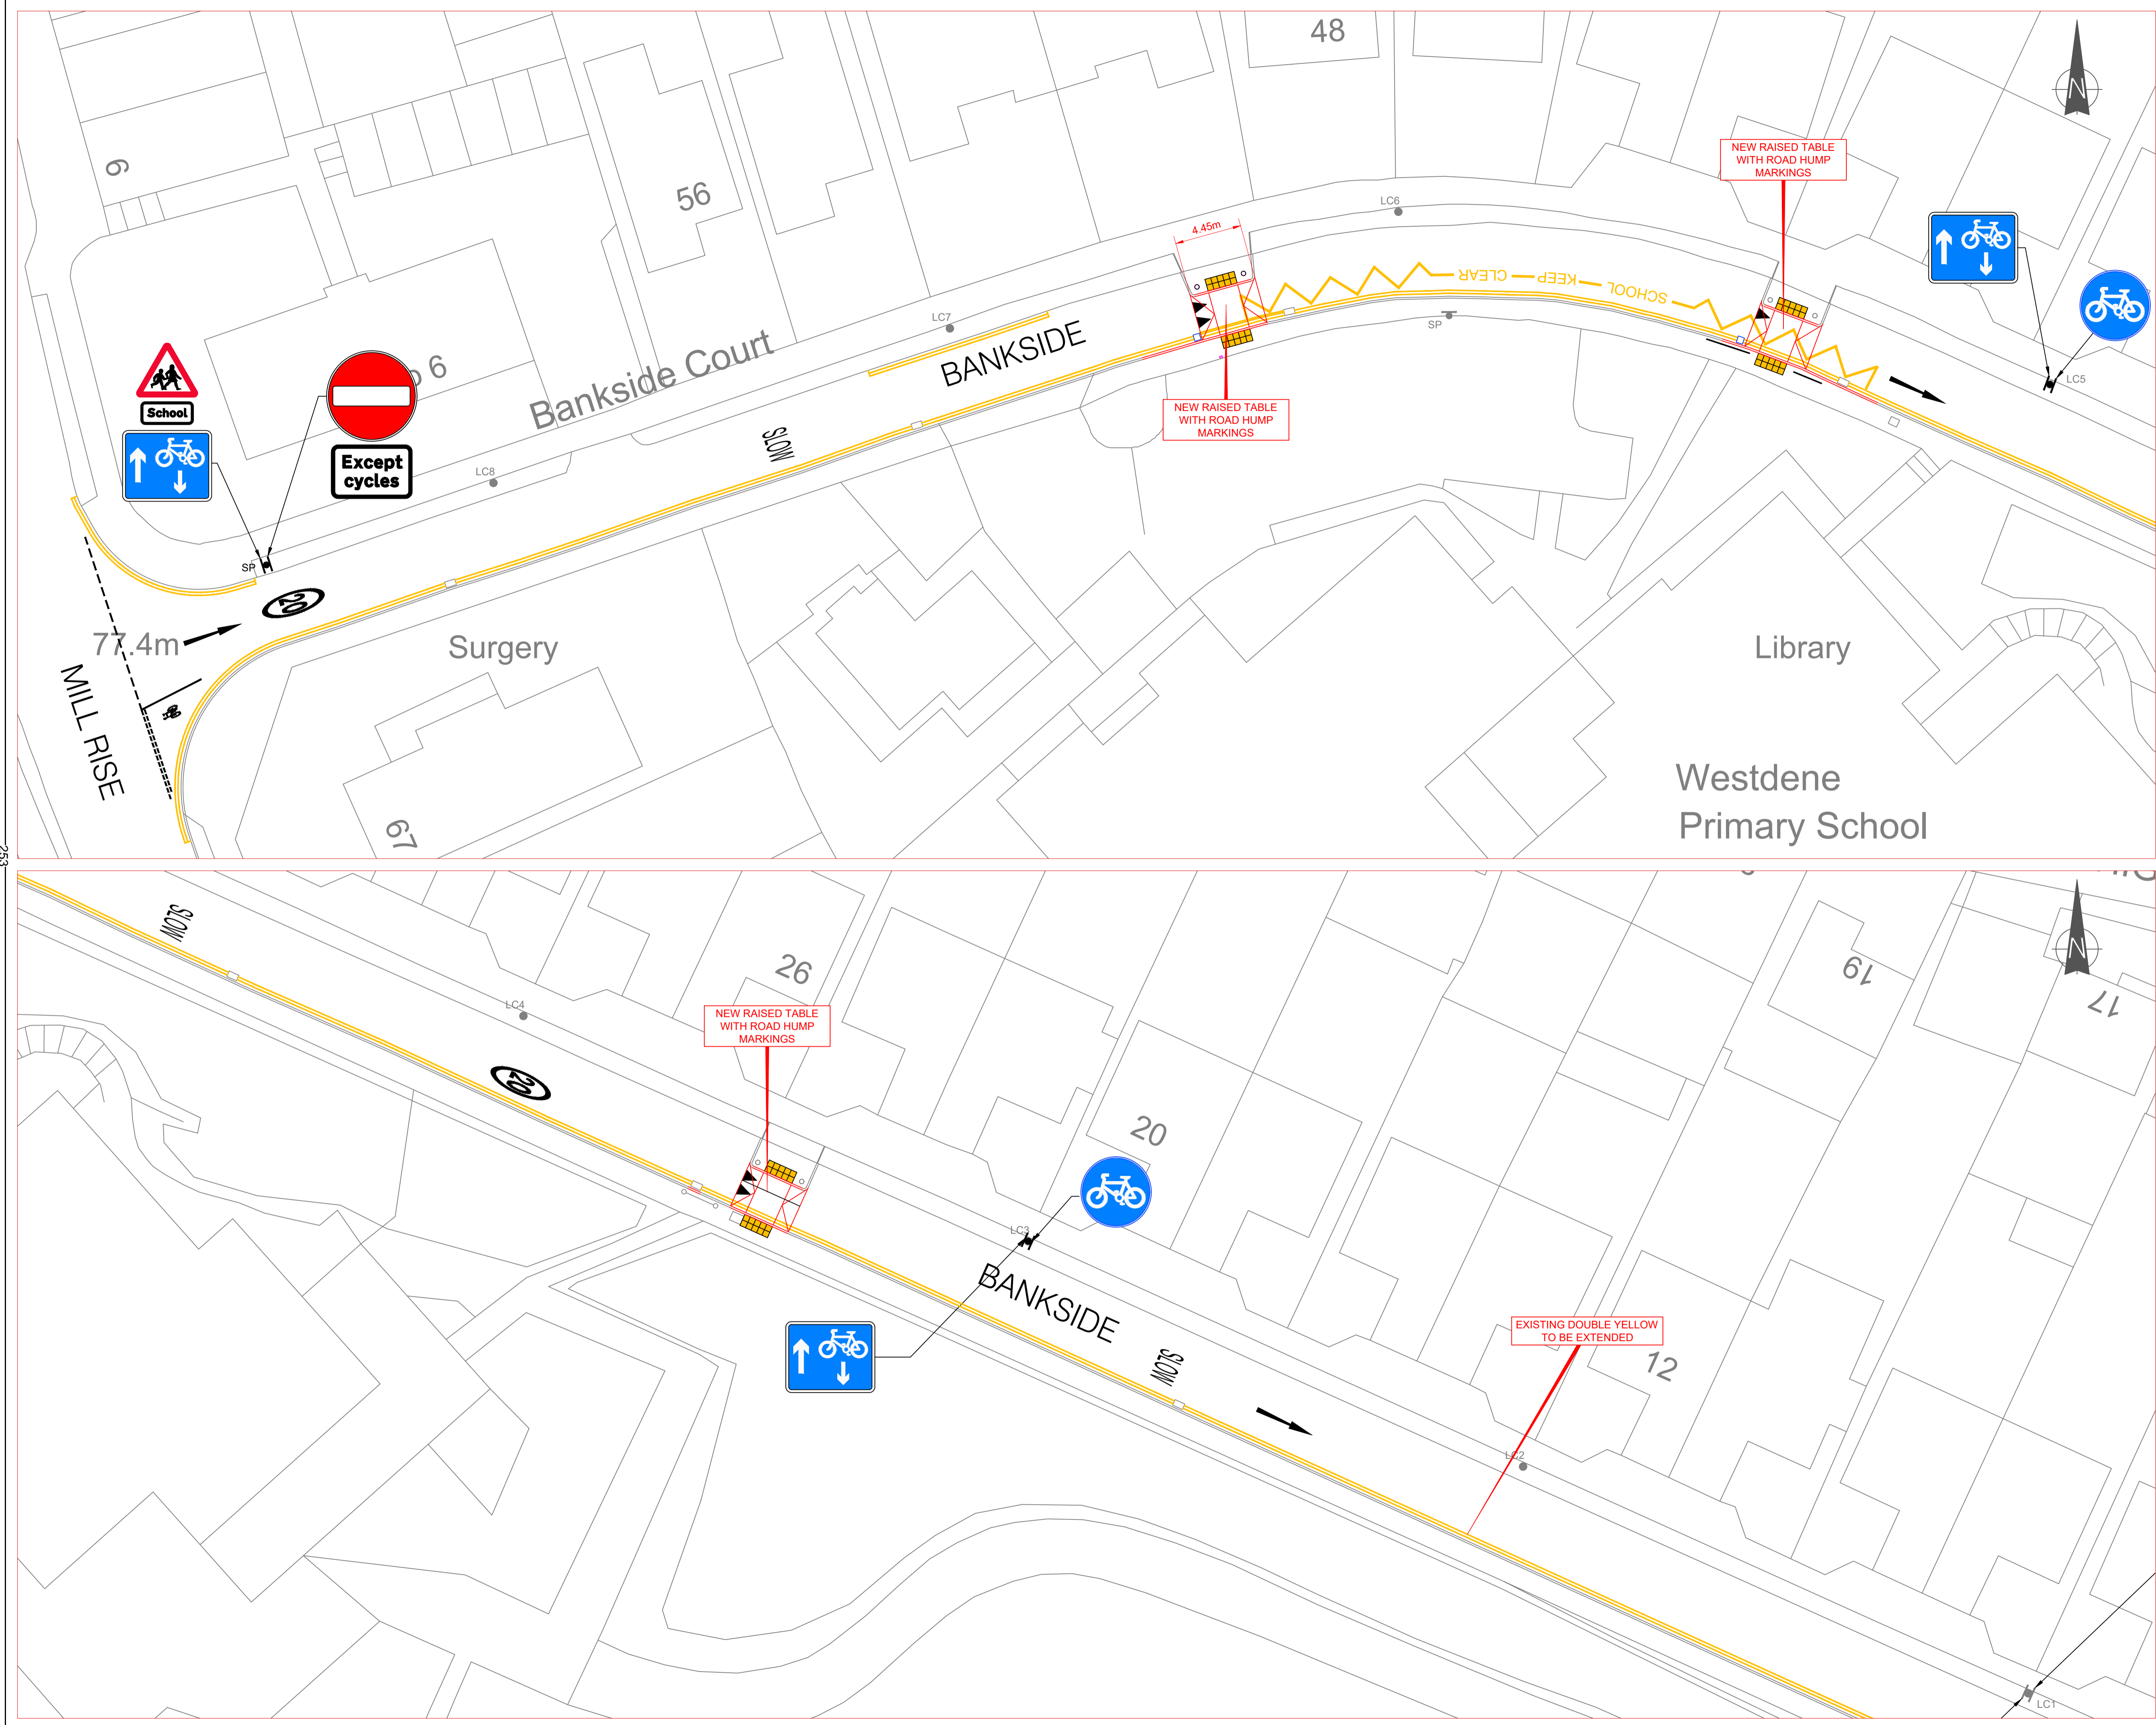 48
N
NEW RAISED TABLE
WITH ROAD HUMP
MARKINGS
6
56
LC6
4.45m
SCHOOL KEEP CLEAR
LC7
BANKSIDE
SP
LC5
School
6
Bankside Court
Except
cycles
NEW RAISED TABLE
WITH ROAD HUMP
MARKINGS
SLOW
LC8
SP
20
77.4m
Surgery
Library
MILL RISE
Westdene
Primary School
67
253
N
SLOW
26
19
17
LC4
NEW RAISED TABLE
WITH ROAD HUMP
MARKINGS
20
20
LC3
BANKSIDE
SLOW
EXISTING DOUBLE YELLOW
TO BE EXTENDED
12
LC2
LC1